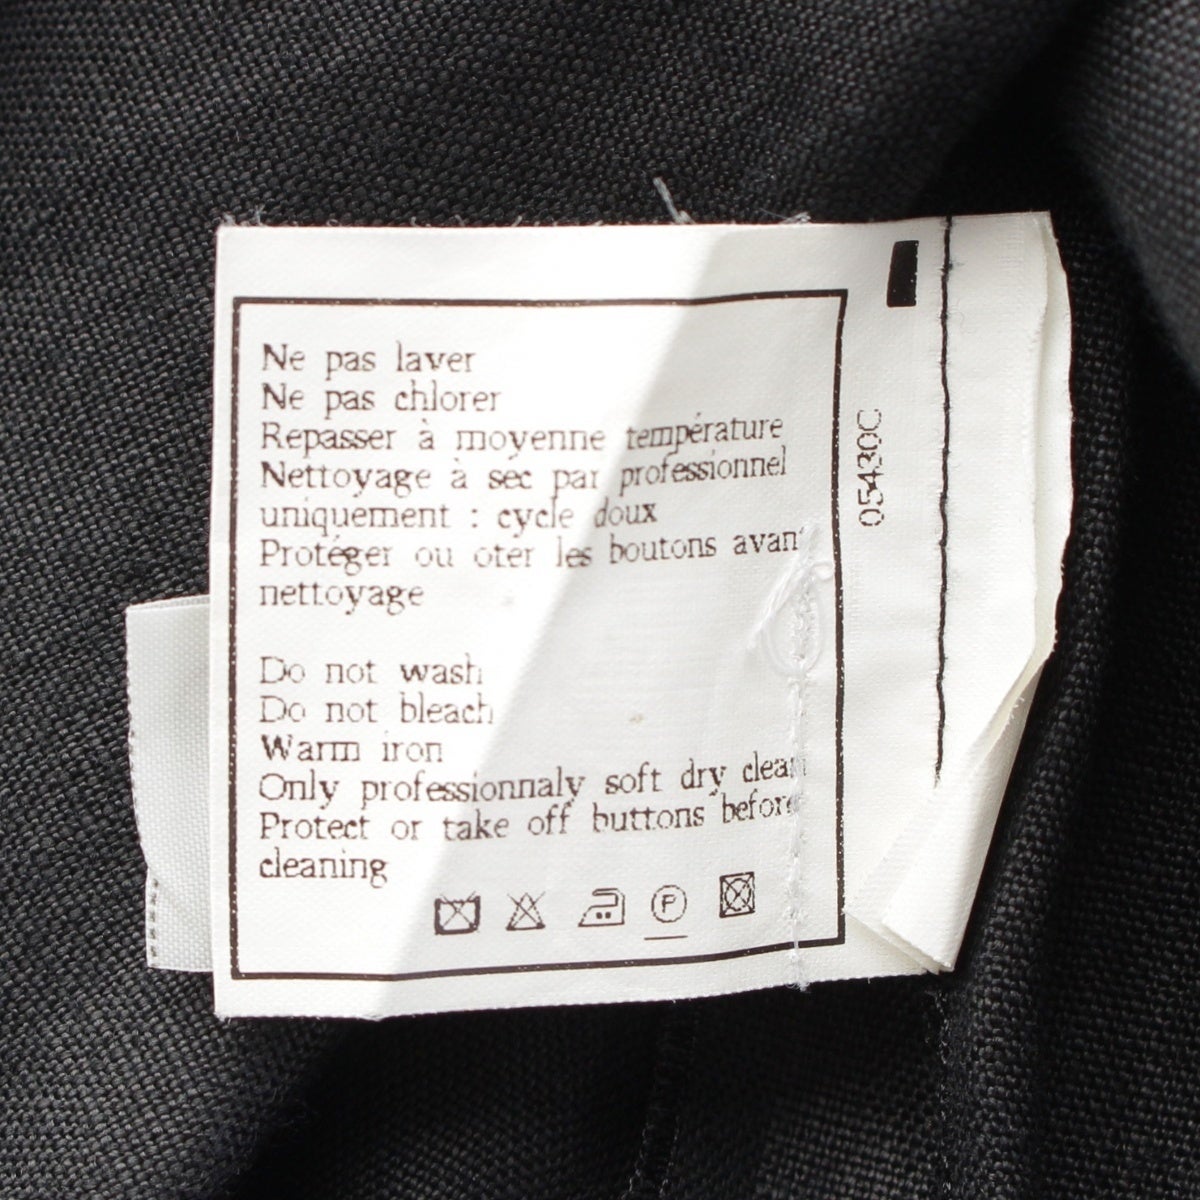 Ne pas laver
Ne pas chlorer
Repasser à moyenne température
Nettoyage à sec par professionnel
uniquement : cycle doux
Protéger ou oter les boutons avant
nettoyage
Do not wash
Do not bleach
Warm iron
Only professionnaly soft dry clean
Protect or take off buttons before
cleaning
P
05430C